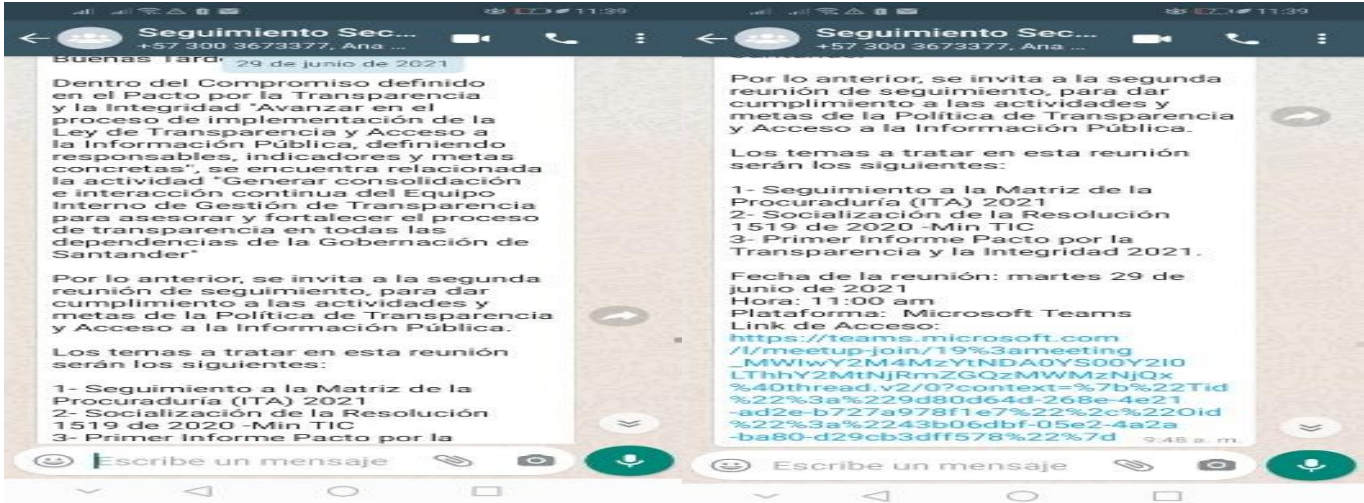 11:39
Seguimiento Sec...
+57 300 3673377, Ana ...
Buenas Tard
29 de junio de 2021
Dentro del Compromiso definido
en el Pacto por la Transparencia
y la Integridad "Avanzar en el
proceso de implementación de la
Ley de Transparencia y Acceso a
la Información Pública, definiendo
responsables, indicadores y metas
concretas", se encuentra relacionada
la actividad "Generar consolidación
e interacción continua del Equipo
Interno de Gestión de Transparencia
para asesorar y fortalecer el proceso
de transparencia en todas las
dependencias de la Gobernación de
Santander"
Por lo anterior, se invita a la segunda
reunión de seguimiento, para dar
cumplimiento a las actividades y
metas de la Política de Transparencia
y Acceso a la Información Pública.
Los temas a tratar en esta reunión
serán los siguientes:
1- Seguimiento a la Matriz de la
Procuraduría (ITA) 2021
2- Socialización de la Resolución
1519 de 2020 -Min TIC
3- Primer Informe Pacto por la
Escribe un mensaje
11:39
Seguimiento Sec...
+57 300 3673377, Ana ...
Por lo anterior, se invita a la segunda
reunión de seguimiento, para dar
cumplimiento a las actividades y
metas de la Política de Transparencia
y Acceso a la Información Pública.
Los temas a tratar en esta reunión
serán los siguientes:
1- Seguimiento a la Matriz de la
Procuraduría (ITA) 2021
2- Socialización de la Resolución
1519 de 2020 -Min TIC
3- Primer Informe Pacto por la
Transparencia y la Integridad 2021.
Fecha de la reunión: martes 29 de
junio de 2021
Hora: 11:00 am
Plataforma: Microsoft Teams
Link de Acceso:
https://teams.microsoft.com
/l/meetup-join/19%3ameeting
_MWIwY2M4MzYtNDA0YS00Y2I0
LThhY2MtNjRmZGQzMWMzNjQx
%40thread.v2/0?context=%7b%22Tid
%22%3a%229d80d64d-268e-4e21
-ad2e-b727a978f1e7%22%2c%22Oid
%22%3a%2243b06dbf-05e2-4a2a
-ba80-d29cb3dff578%22%7d
9:48 a. m.
Escribe un mensaje